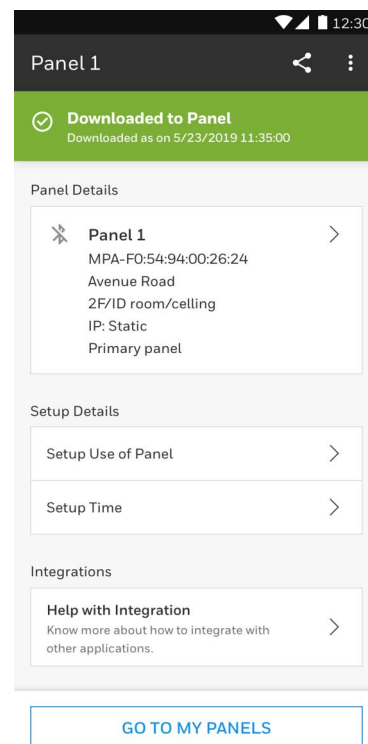 12:30
Panel 1
Downloaded to Panel
Downloaded as on 5/23/2019 11:35:00
Panel Details
Panel 1
MPA-F0:54:94:00:26:24
Avenue Road
2F/ID room/celling
IP: Static
Primary panel
Setup Details
Setup Use of Panel
Setup Time
Integrations
Help with Integration
Know more about how to integrate with
other applications.
GO TO MY PANELS